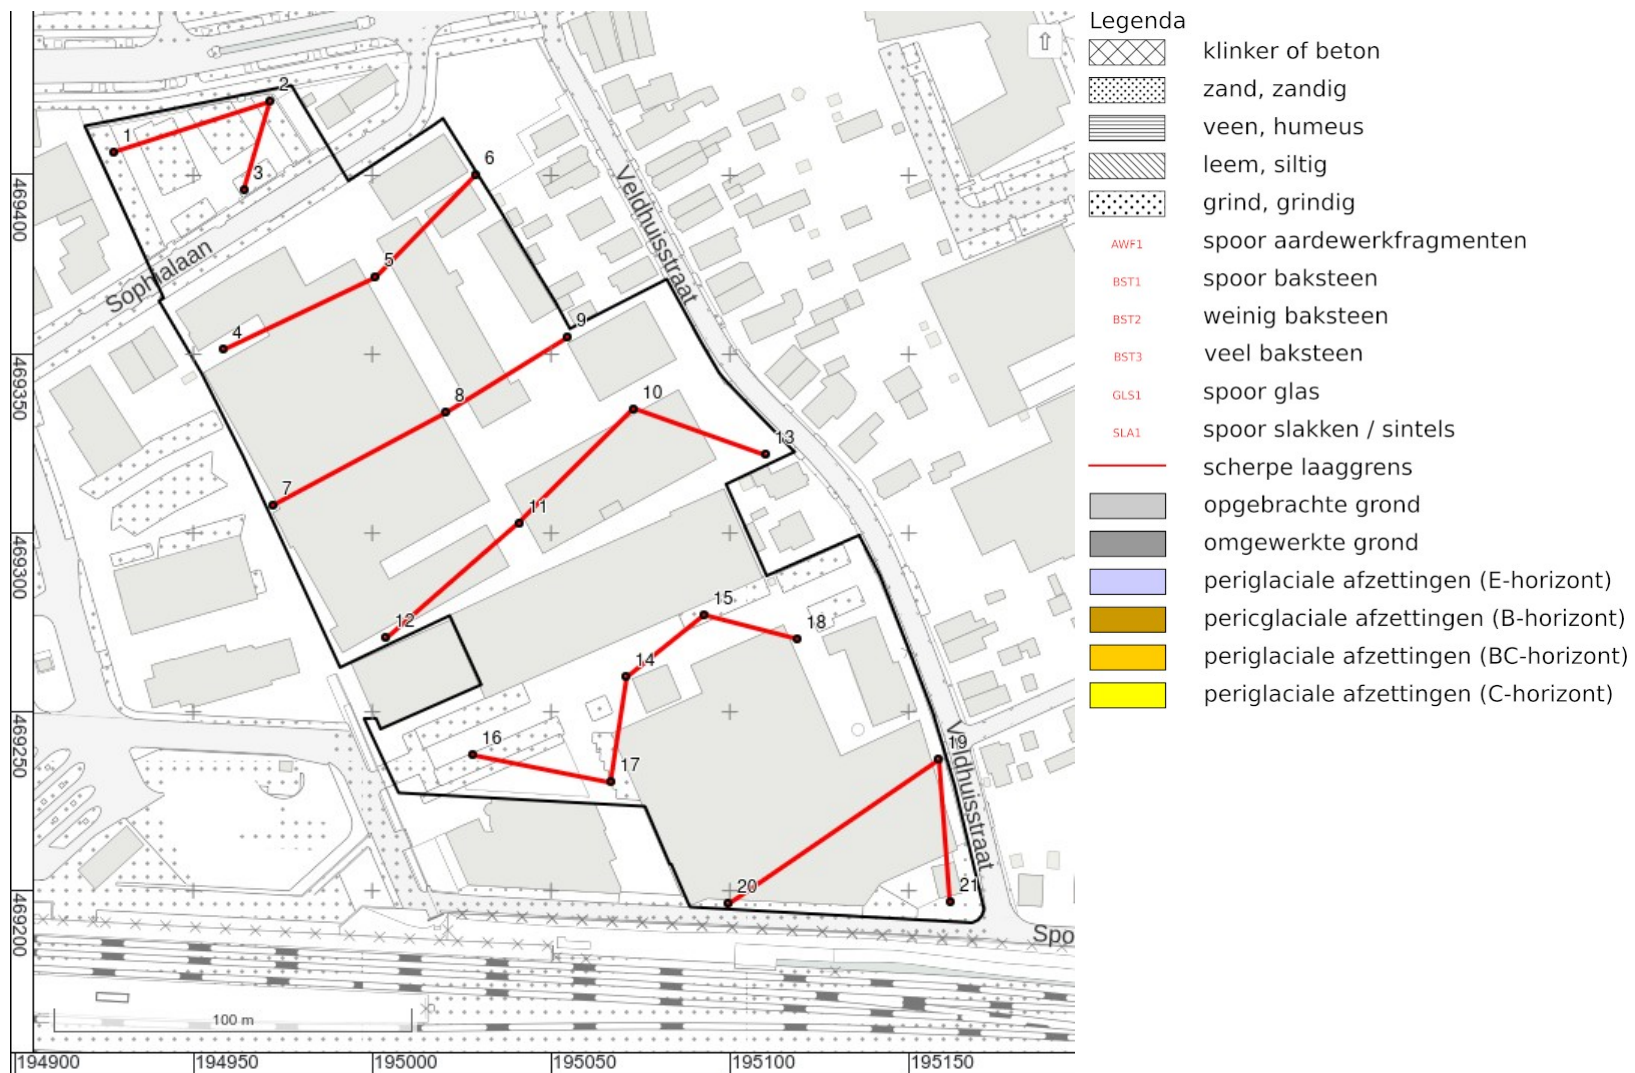 Legenda
klinker of beton
zand, zandig
veen, humeus
leem, siltig
grind, grindig
AWF1 spoor aardewerkfragmenten
BST1 spoor baksteen
BST2 weinig baksteen
BST3 veel baksteen
GLS1 spoor glas
SLA1 spoor slakken / sintels
scherpe laaggrens
opgebrachte grond
omgewerkte grond
periglaciale afzettingen (E-horizont)
pericglaciale afzettingen (B-horizont)
periglaciale afzettingen (BC-horizont)
periglaciale afzettingen (C-horizont)
⇧
2
1
3
6
5
4
9
8
10
13
7
11
12
15
18
14
16
17
19
20
21
Sophialaan
Veldhuisstraat
Veldhuisstraat
Spo
469400
469350
469300
469250
469200
100 m
194900 194950 195000 195050 195100 195150